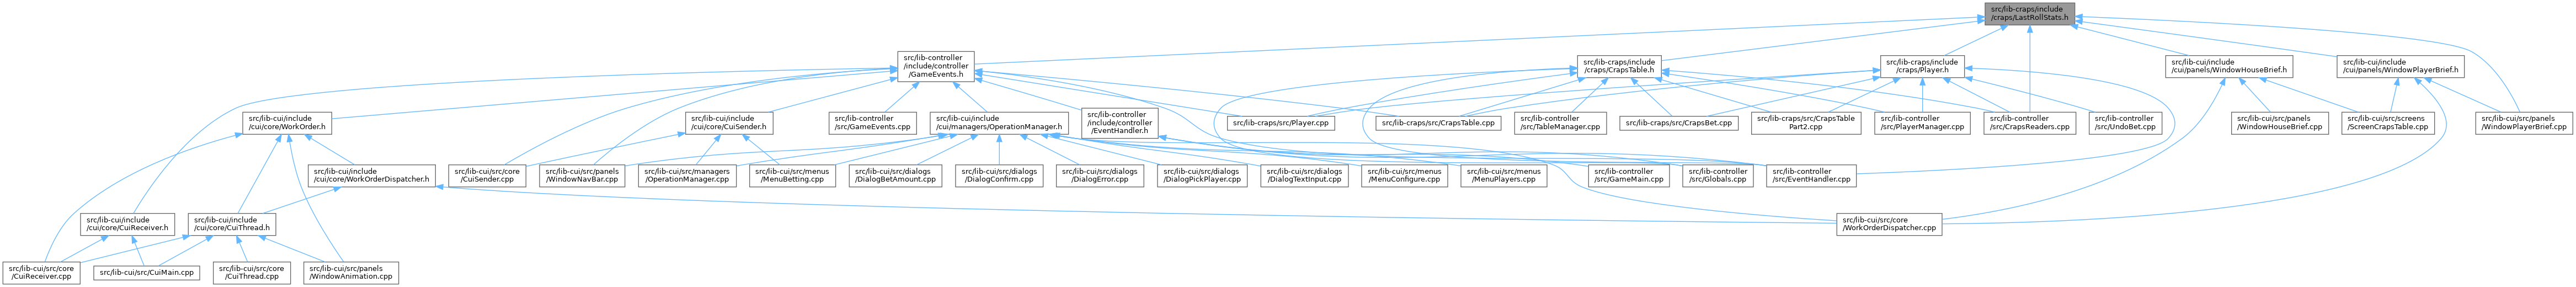 src/lib-craps/include
/craps/LastRollStats.h
src/lib-controller
/include/controller
/GameEvents.h
src/lib-craps/include
/craps/CrapsTable.h
src/lib-craps/include
/craps/Player.h
src/lib-cui/include
/cui/panels/WindowHouseBrief.h
src/lib-cui/include
/cui/panels/WindowPlayerBrief.h
src/lib-cui/include
/cui/core/WorkOrder.h
src/lib-cui/include
/cui/core/CuiSender.h
src/lib-controller
/src/GameEvents.cpp
src/lib-cui/include
/cui/managers/OperationManager.h
src/lib-controller
/include/controller
/EventHandler.h
src/lib-craps/src/Player.cpp
src/lib-craps/src/CrapsTable.cpp
src/lib-controller
/src/TableManager.cpp
src/lib-craps/src/CrapsBet.cpp
src/lib-craps/src/CrapsTable
Part2.cpp
src/lib-controller
/src/PlayerManager.cpp
src/lib-controller
/src/CrapsReaders.cpp
src/lib-controller
/src/UndoBet.cpp
src/lib-cui/src/panels
/WindowHouseBrief.cpp
src/lib-cui/src/screens
/ScreenCrapsTable.cpp
src/lib-cui/src/panels
/WindowPlayerBrief.cpp
src/lib-cui/include
/cui/core/WorkOrderDispatcher.h
src/lib-cui/src/core
/CuiSender.cpp
src/lib-cui/src/panels
/WindowNavBar.cpp
src/lib-cui/src/managers
/OperationManager.cpp
src/lib-cui/src/menus
/MenuBetting.cpp
src/lib-cui/src/dialogs
/DialogBetAmount.cpp
src/lib-cui/src/dialogs
/DialogConfirm.cpp
src/lib-cui/src/dialogs
/DialogError.cpp
src/lib-cui/src/dialogs
/DialogPickPlayer.cpp
src/lib-cui/src/dialogs
/DialogTextInput.cpp
src/lib-cui/src/menus
/MenuConfigure.cpp
src/lib-cui/src/menus
/MenuPlayers.cpp
src/lib-controller
/src/GameMain.cpp
src/lib-controller
/src/Globals.cpp
src/lib-controller
/src/EventHandler.cpp
src/lib-cui/include
/cui/core/CuiReceiver.h
src/lib-cui/include
/cui/core/CuiThread.h
src/lib-cui/src/core
/WorkOrderDispatcher.cpp
src/lib-cui/src/core
/CuiReceiver.cpp
src/lib-cui/src/CuiMain.cpp
src/lib-cui/src/core
/CuiThread.cpp
src/lib-cui/src/panels
/WindowAnimation.cpp